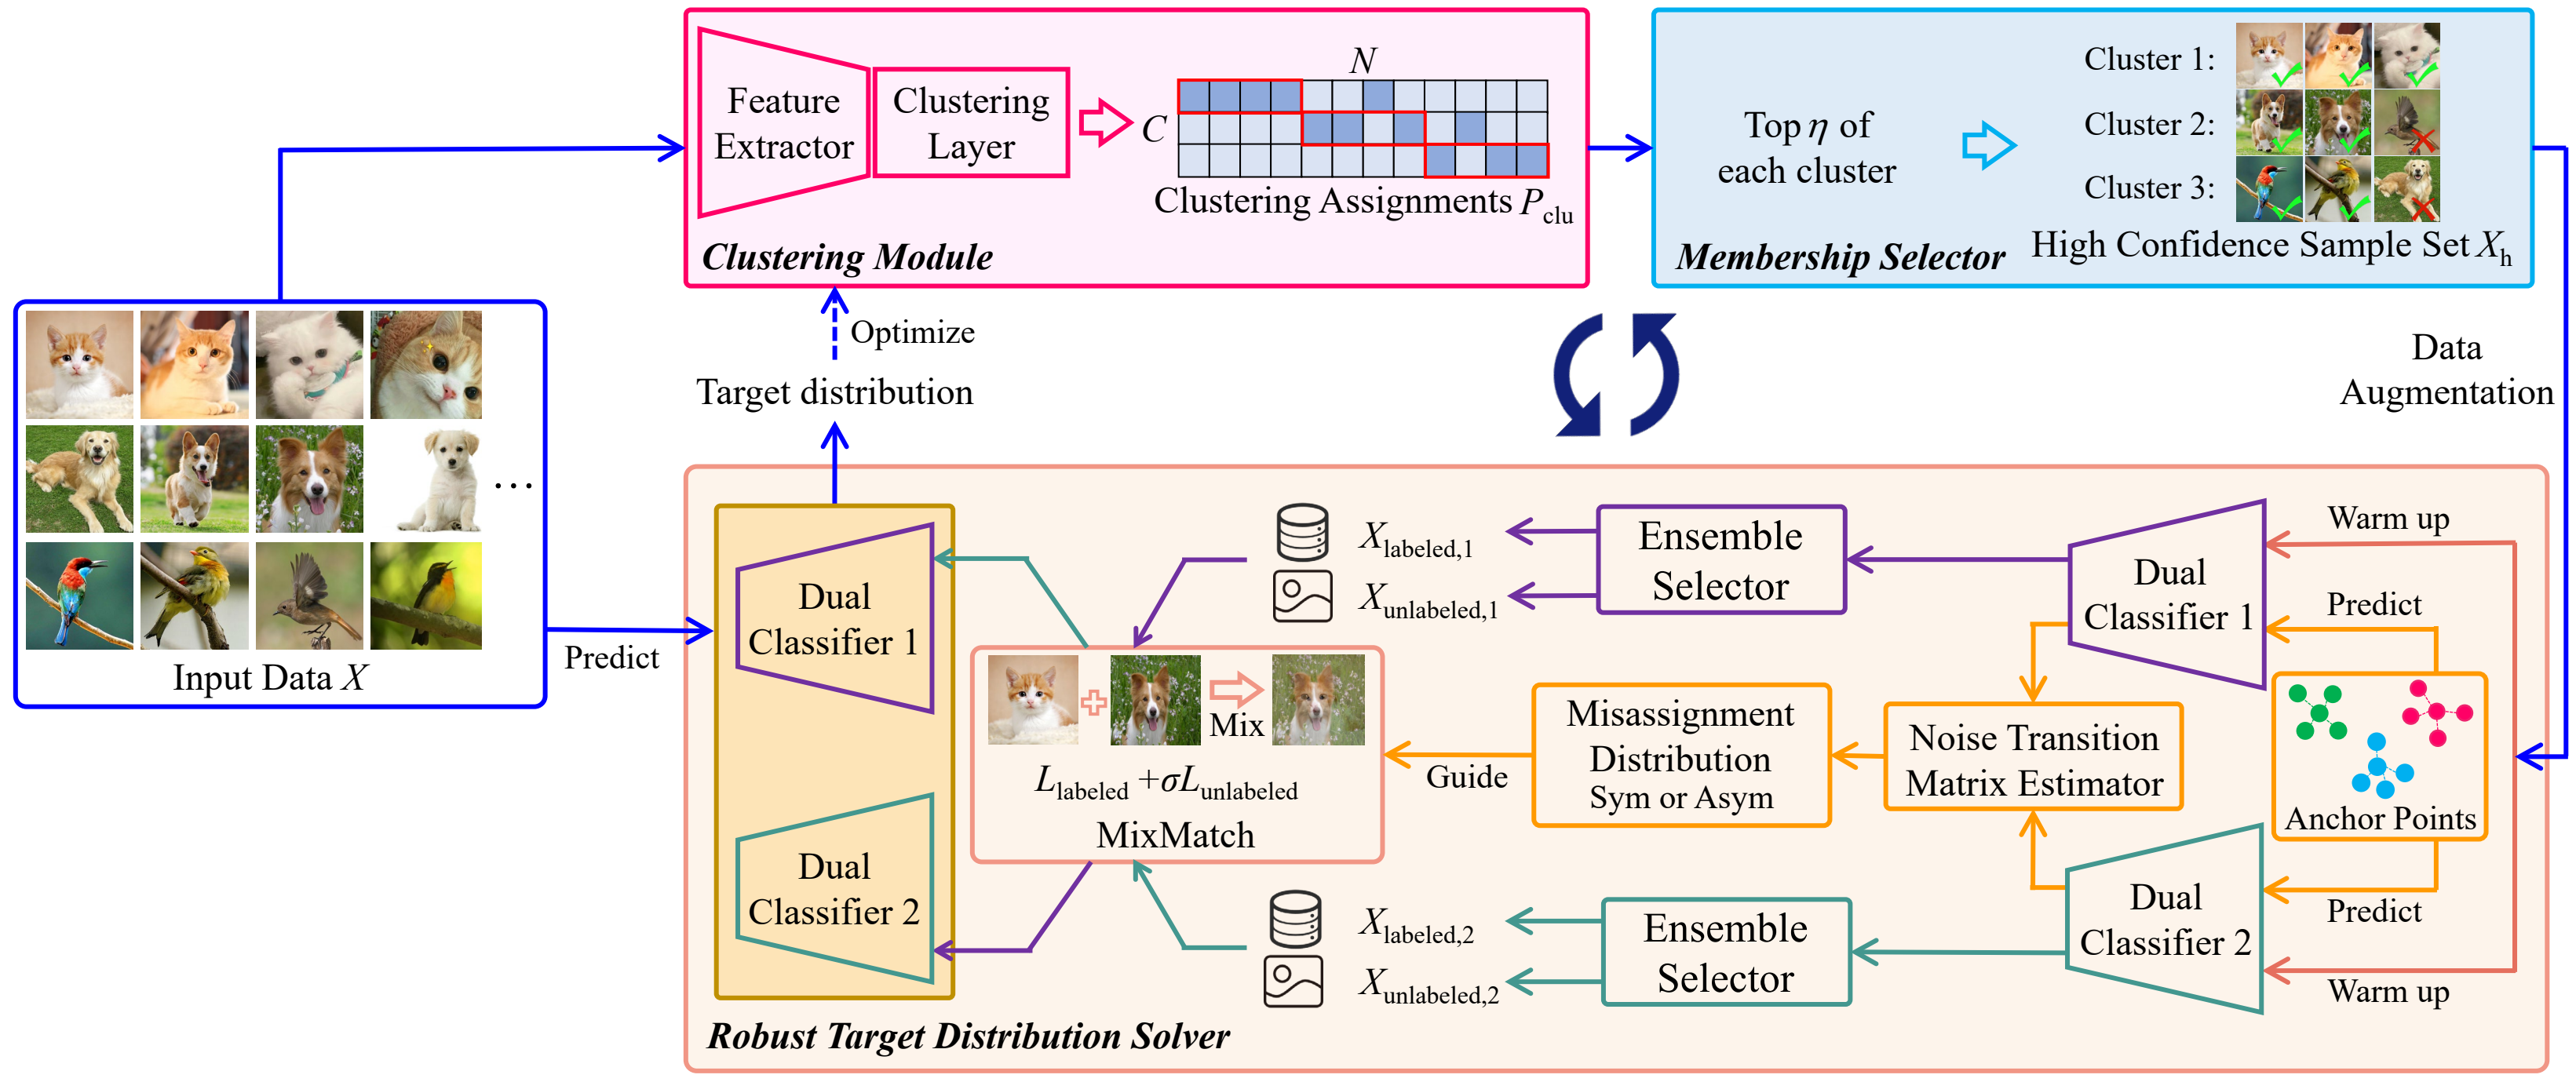 Feature
Extractor
Clustering
Layer
N
C
Clustering Assignments P_clu
Clustering Module
Top η of
each cluster
Cluster 1:
Cluster 2:
Cluster 3:
High Confidence Sample Set X_h
Membership Selector
Optimize
Target distribution
Data
Augmentation
...
Input Data X
Predict
Dual
Classifier 1
Dual
Classifier 2
Mix
L_labeled +σL_unlabeled
MixMatch
X_labeled,1
X_unlabeled,1
Ensemble
Selector
Dual
Classifier 1
Warm up
Predict
Guide
Misassignment
Distribution
Sym or Asym
Noise Transition
Matrix Estimator
Anchor Points
X_labeled,2
X_unlabeled,2
Ensemble
Selector
Dual
Classifier 2
Predict
Warm up
Robust Target Distribution Solver